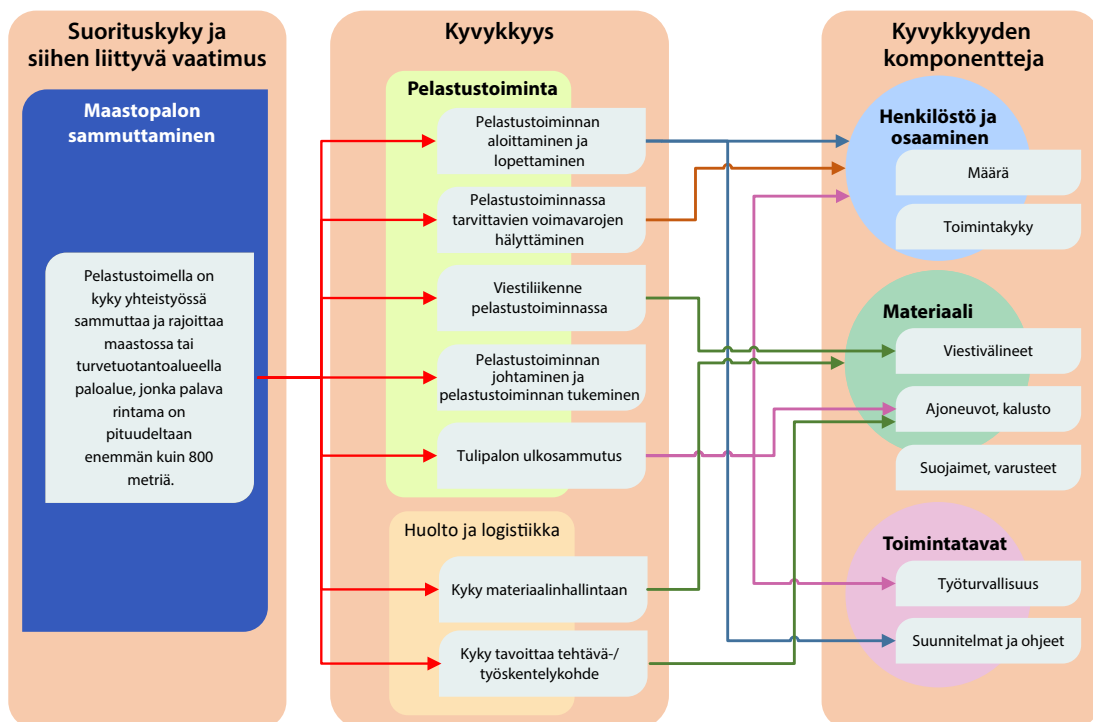 Suorituskyky ja
siihen liittyvä vaatimus
Maastopalon
sammuttaminen
Pelastustoimella on
kyky yhteistyössä
sammuttaa ja rajoittaa
maastossa tai
turvetuotantoalueella
paloalue, jonka palava
rintama on
pituudeltaan
enemmän kuin 800
metriä.
Kyvykkyys
Pelastustoiminta
Pelastustoiminnan
aloittaminen ja
lopettaminen
Pelastustoiminnassa
tarvittavien voimavarojen
hälyttäminen
Viestiliikenne
pelastustoiminnassa
Pelastustoiminnan
johtaminen ja
pelastustoiminnan tukeminen
Tulipalon ulkosammutus
Huolto ja logistiikka
Kyky materiaalinhallintaan
Kyky tavoittaa tehtävä-/
työskentelykohde
Kyvykkyyden
komponentteja
Henkilöstö ja
osaaminen
Määrä
Toimintakyky
Materiaali
Viestivälineet
Ajoneuvot, kalusto
Suojaimet, varusteet
Toimintatavat
Työturvallisuus
Suunnitelmat ja ohjeet